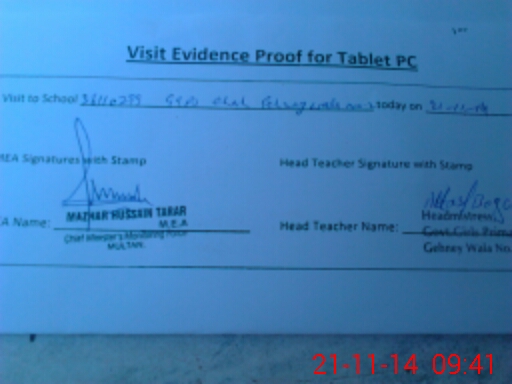 Visit Evidence Proof for Tablet PC
Visit to School today on
MEA Signatures with Stamp
Head Teacher Signature with Stamp
MAZHAR HUSSAIN TARAR
M.E.A
A Name:
Chief Minister's Monitoring Force
MULTAN.
Headmistress,
Head Teacher Name:
Govt. Girls Prima
Gehney Wala No.
21-11-14 09:41